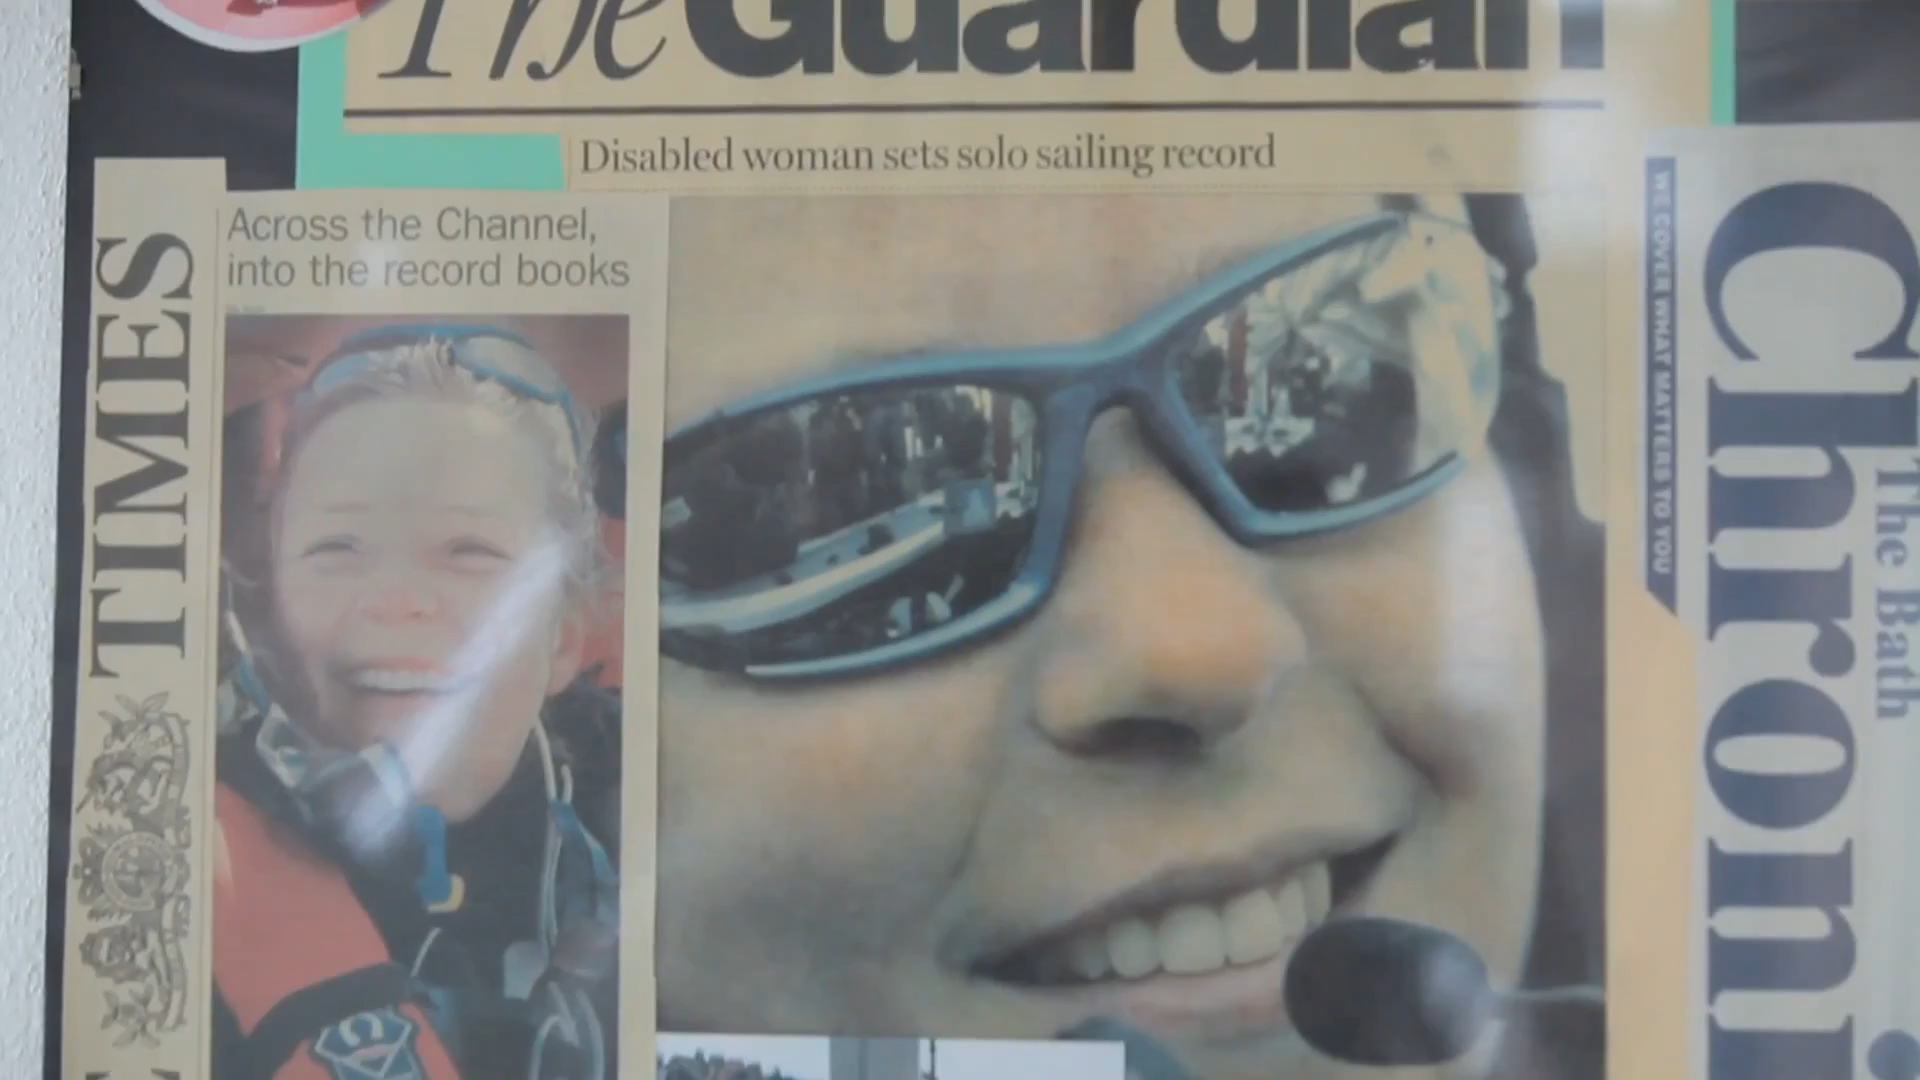 The Guardian
Disabled woman sets solo sailing record
Across the Channel,
into the record books
TIMES
WE COVER WHAT MATTERS TO YOU
The Bath
Chroni